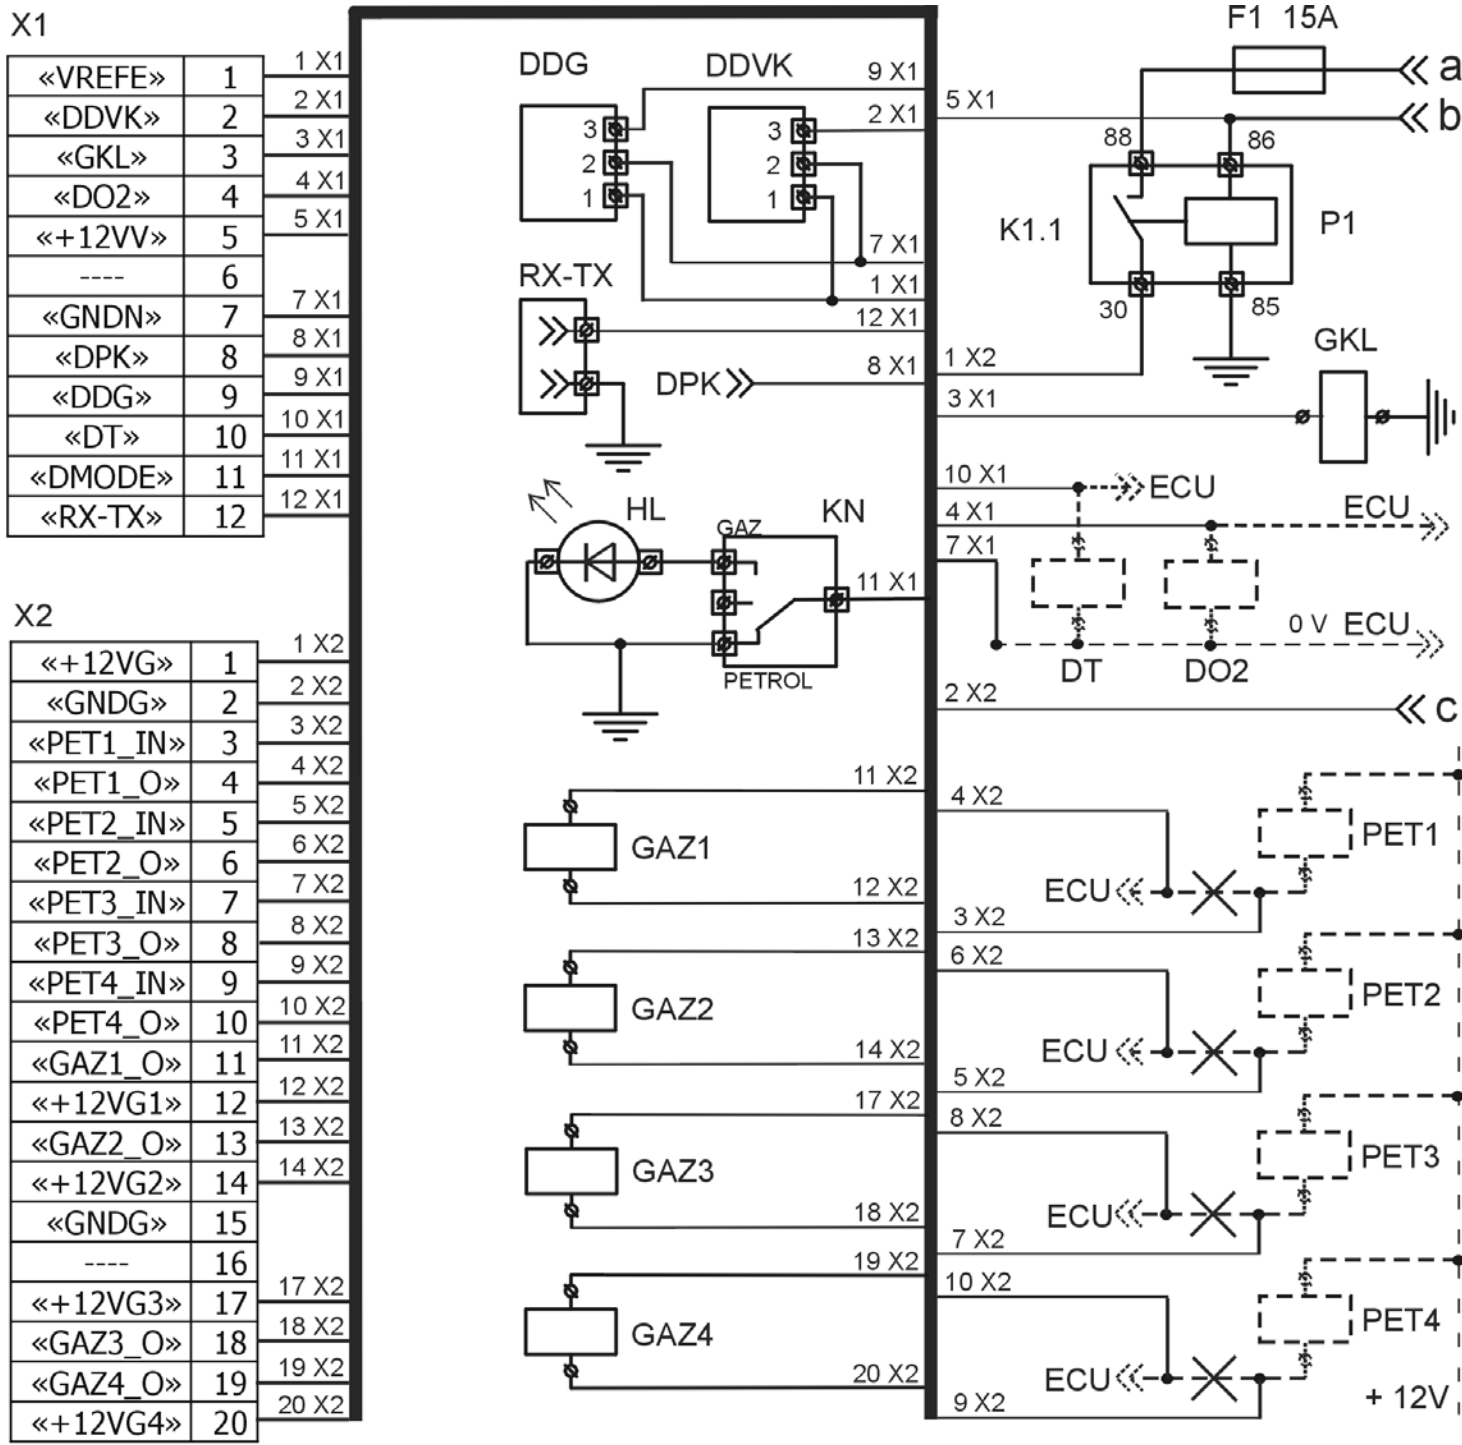 X1
«VREFE» 1 1 X1
«DDVK» 2 2 X1
«GKL» 3 3 X1
«DO2» 4 4 X1
«+12VV» 5 5 X1
---- 6
«GNDN» 7 7 X1
«DPK» 8 8 X1
«DDG» 9 9 X1
«DT» 10 10 X1
«DMODE» 11 11 X1
«RX-TX» 12 12 X1
X2
«+12VG» 1 1 X2
«GNDG» 2 2 X2
«PET1_IN» 3 3 X2
«PET1_O» 4 4 X2
«PET2_IN» 5 5 X2
«PET2_O» 6 6 X2
«PET3_IN» 7 7 X2
«PET3_O» 8 8 X2
«PET4_IN» 9 9 X2
«PET4_O» 10 10 X2
«GAZ1_O» 11 11 X2
«+12VG1» 12 12 X2
«GAZ2_O» 13 13 X2
«+12VG2» 14 14 X2
«GNDG» 15
---- 16
«+12VG3» 17 17 X2
«GAZ3_O» 18 18 X2
«GAZ4_O» 19 19 X2
«+12VG4» 20 20 X2
DDG DDVK 9 X1
3 3 2 X1
2 2
1 1
7 X1
RX-TX 1 X1
12 X1
DPK 8 X1
HL GAZ KN
11 X1
PETROL
11 X2
GAZ1
12 X2
13 X2
GAZ2
14 X2
17 X2
GAZ3
18 X2
19 X2
GAZ4
20 X2
F1 15A
a
5 X1 b
88 86
K1.1 P1
30 85
GKL
1 X2
3 X1
10 X1 ECU
4 X1 ECU
7 X1
0 V ECU
DT DO2
2 X2 c
4 X2
PET1
ECU
3 X2
6 X2
PET2
ECU
5 X2
8 X2
PET3
ECU
7 X2
10 X2
PET4
ECU
9 X2
+ 12V